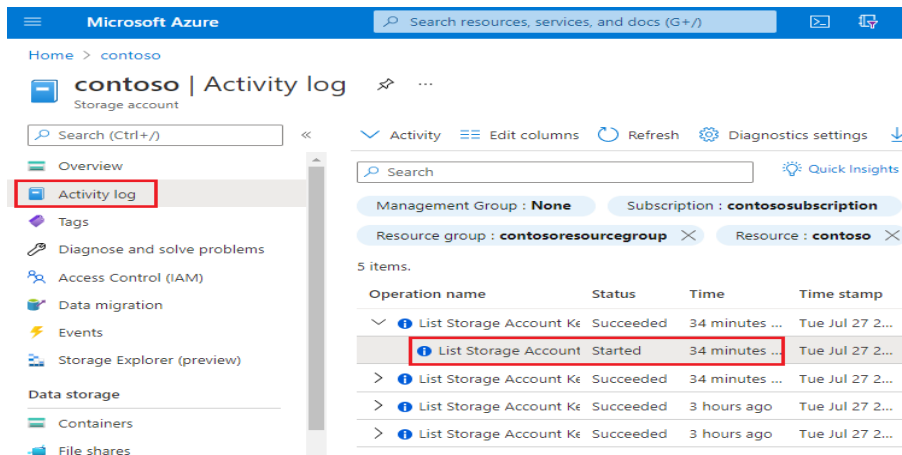 Microsoft Azure
Search resources, services, and docs (G+/)
Home > contoso
contoso | Activity log
...
Storage account
Search (Ctrl+/)
«
Overview
Activity log
Tags
Diagnose and solve problems
Access Control (IAM)
Data migration
Events
Storage Explorer (preview)
Data storage
Containers
File shares
Activity
Edit columns
Refresh
Diagnostics settings
Search
Quick Insights
Management Group : None
Subscription : contososubscription
Resource group : contosoresourcegroup
Resource : contoso
5 items.
Operation name Status Time Time stamp
List Storage Account Ke Succeeded 34 minutes ... Tue Jul 27 2...
List Storage Account Started 34 minutes ... Tue Jul 27 2...
List Storage Account Ke Succeeded 34 minutes ... Tue Jul 27 2...
List Storage Account Ke Succeeded 3 hours ago Tue Jul 27 2...
List Storage Account Ke Succeeded 3 hours ago Tue Jul 27 2...